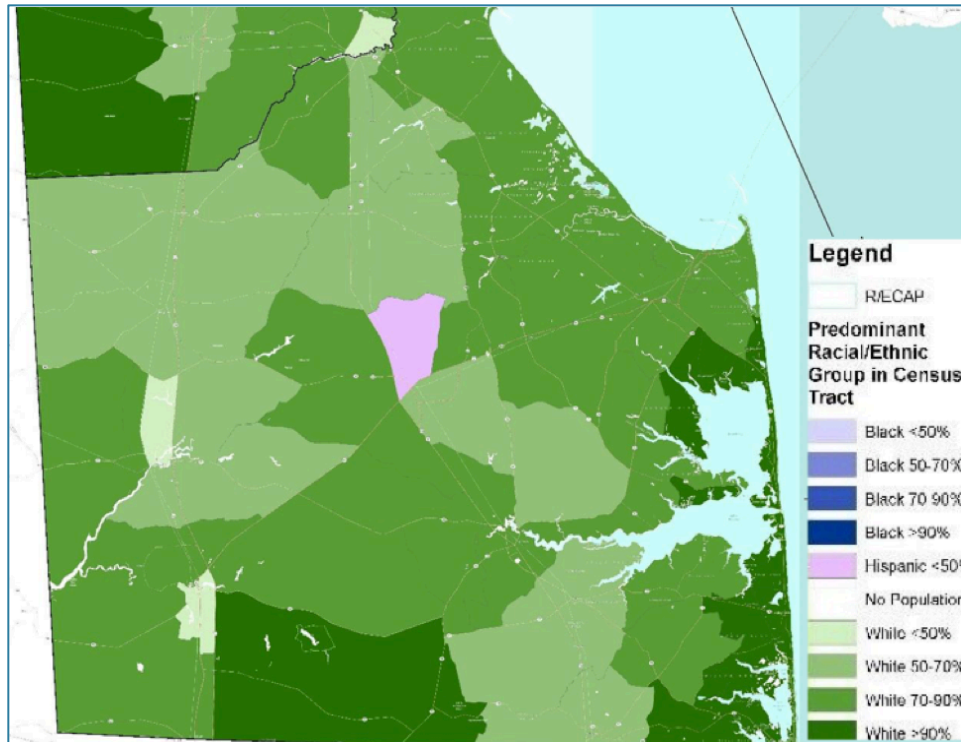 Legend
R/ECAP
Predominant
Racial/Ethnic
Group in Census
Tract
Black <50%
Black 50-70%
Black 70-90%
Black >90%
Hispanic <50%
No Population
White <50%
White 50-70%
White 70-90%
White >90%